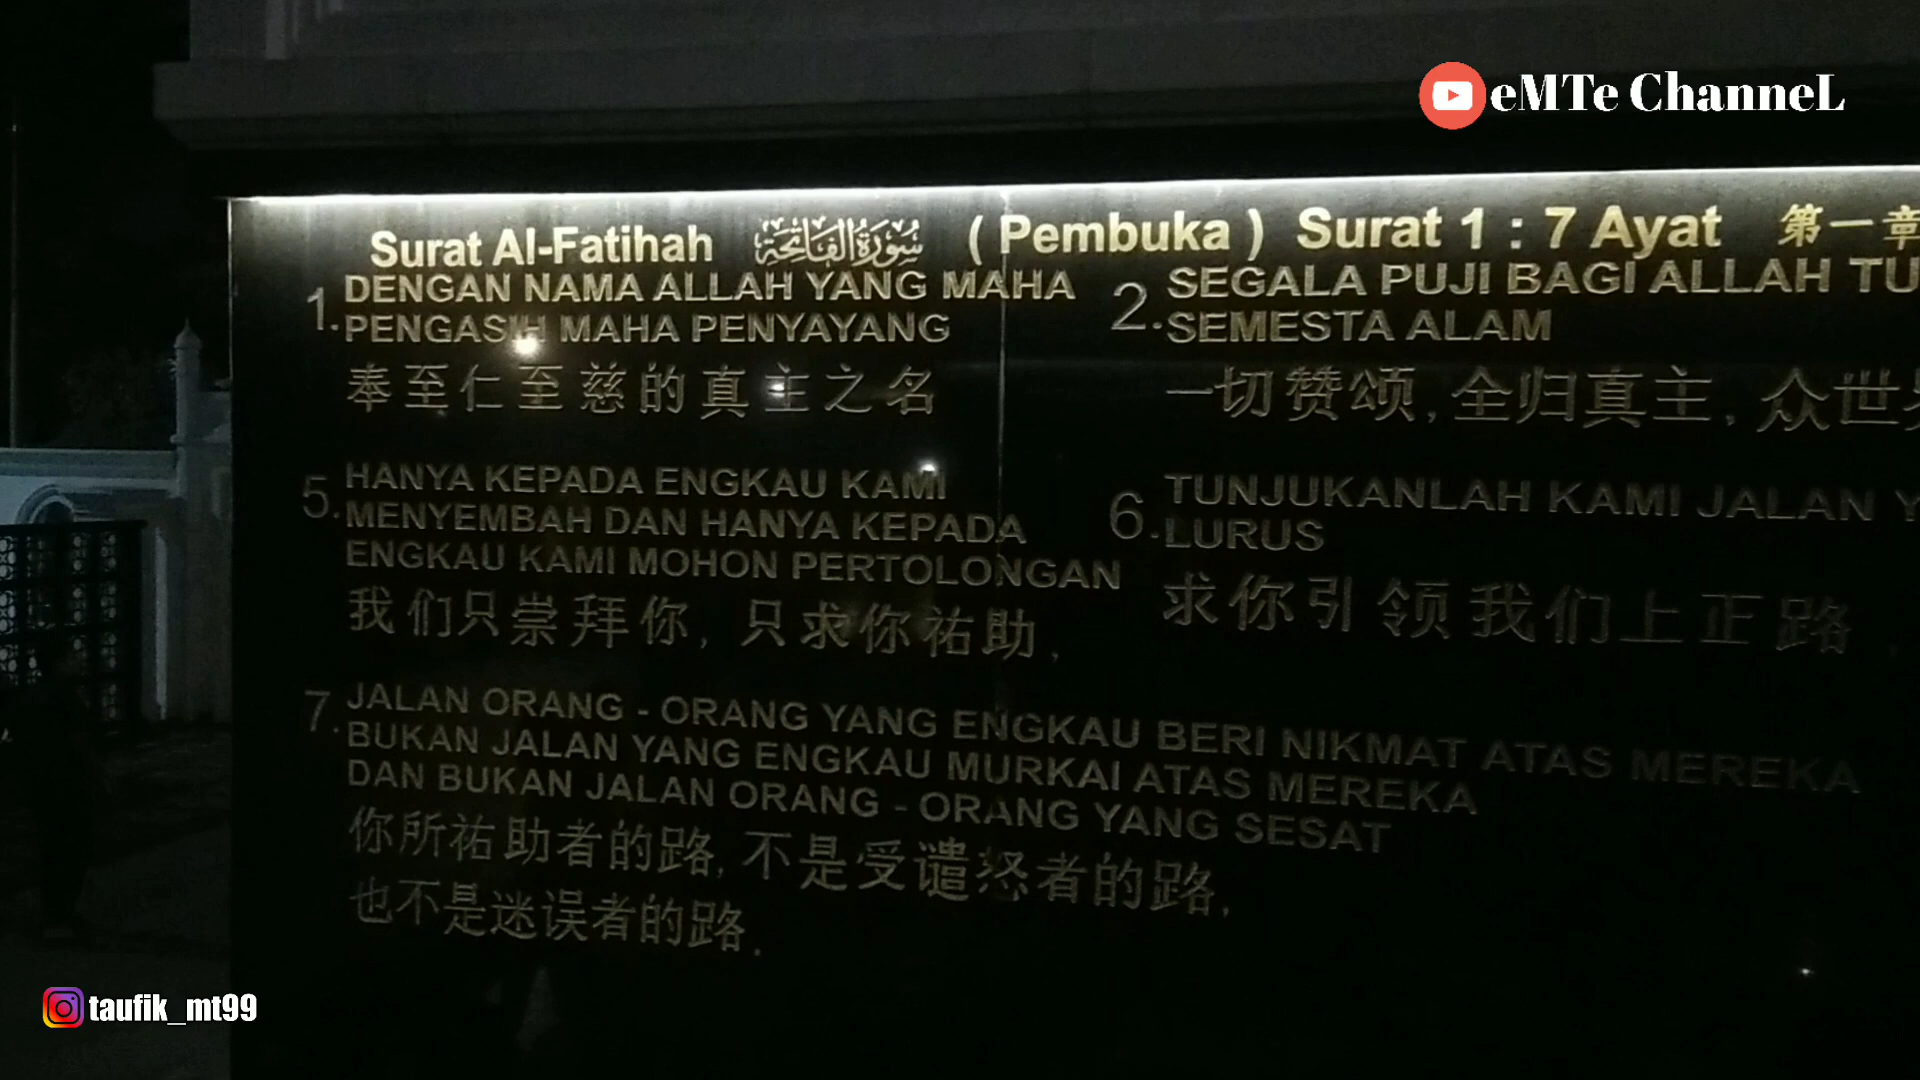 eMTe ChanneL
Surat Al-Fatihah سُورَةُ الفَاتِحَة ( Pembuka ) Surat 1 : 7 Ayat 第一章
1. DENGAN NAMA ALLAH YANG MAHA
PENGASIH MAHA PENYAYANG
奉至仁至慈的真主之名
2. SEGALA PUJI BAGI ALLAH
SEMESTA ALAM
一切赞颂,全归真主,众世
5. HANYA KEPADA ENGKAU KAMI
MENYEMBAH DAN HANYA KEPADA
ENGKAU KAMI MOHON PERTOLONGAN
我们只崇拜你,只求你祐助,
6. TUNJUKANLAH KAMI JALAN
LURUS
求你引领我们上正路,
7. JALAN ORANG - ORANG YANG ENGKAU BERI NIKMAT ATAS MEREKA
BUKAN JALAN YANG ENGKAU MURKAI ATAS MEREKA
DAN BUKAN JALAN ORANG - ORANG YANG SESAT
你所祐助者的路,不是受谴怒者的路,
也不是迷误者的路.
taufik_mt99